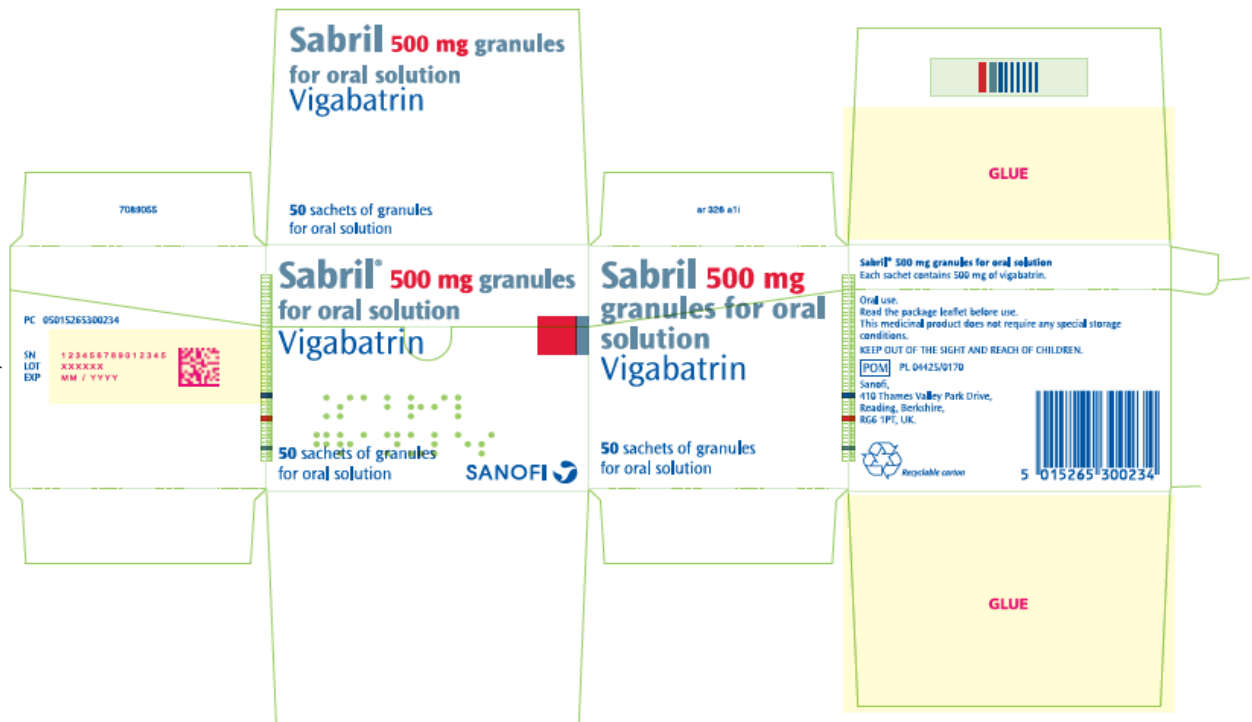 Sabril 500 mg granules
for oral solution
Vigabatrin
50 sachets of granules
for oral solution
7089055
ar 326 a1i
GLUE
PC 05015265300234
SN 123456789012345
LOT XXXXXX
EXP MM / YYYY
Sabril® 500 mg granules
for oral solution
Vigabatrin
50 sachets of granules
for oral solution
SANOFI
Sabril 500 mg
granules for oral
solution
Vigabatrin
50 sachets of granules
for oral solution
Sabril® 500 mg granules for oral solution
Each sachet contains 500 mg of vigabatrin.
Oral use.
Read the package leaflet before use.
This medicinal product does not require any special storage
conditions.
KEEP OUT OF THE SIGHT AND REACH OF CHILDREN.
POM PL 04425/0170
Sanofi,
410 Thames Valley Park Drive,
Reading, Berkshire,
RG6 1PT, UK.
Recyclable carton
5 015265 300234
GLUE